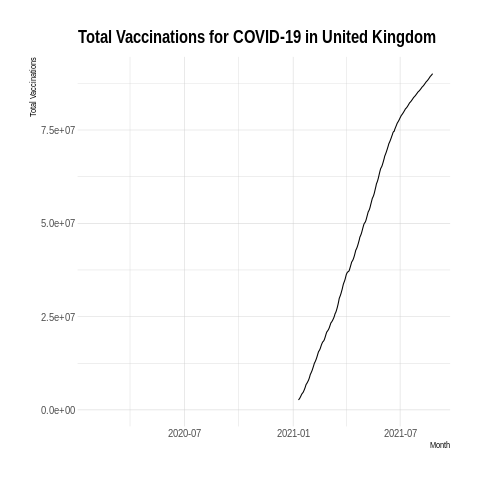 Total Vaccinations for COVID-19 in United Kingdom
Total Vaccinations
7.5e+07
5.0e+07
2.5e+07
0.0e+00
2020-07
2021-01
2021-07
Month